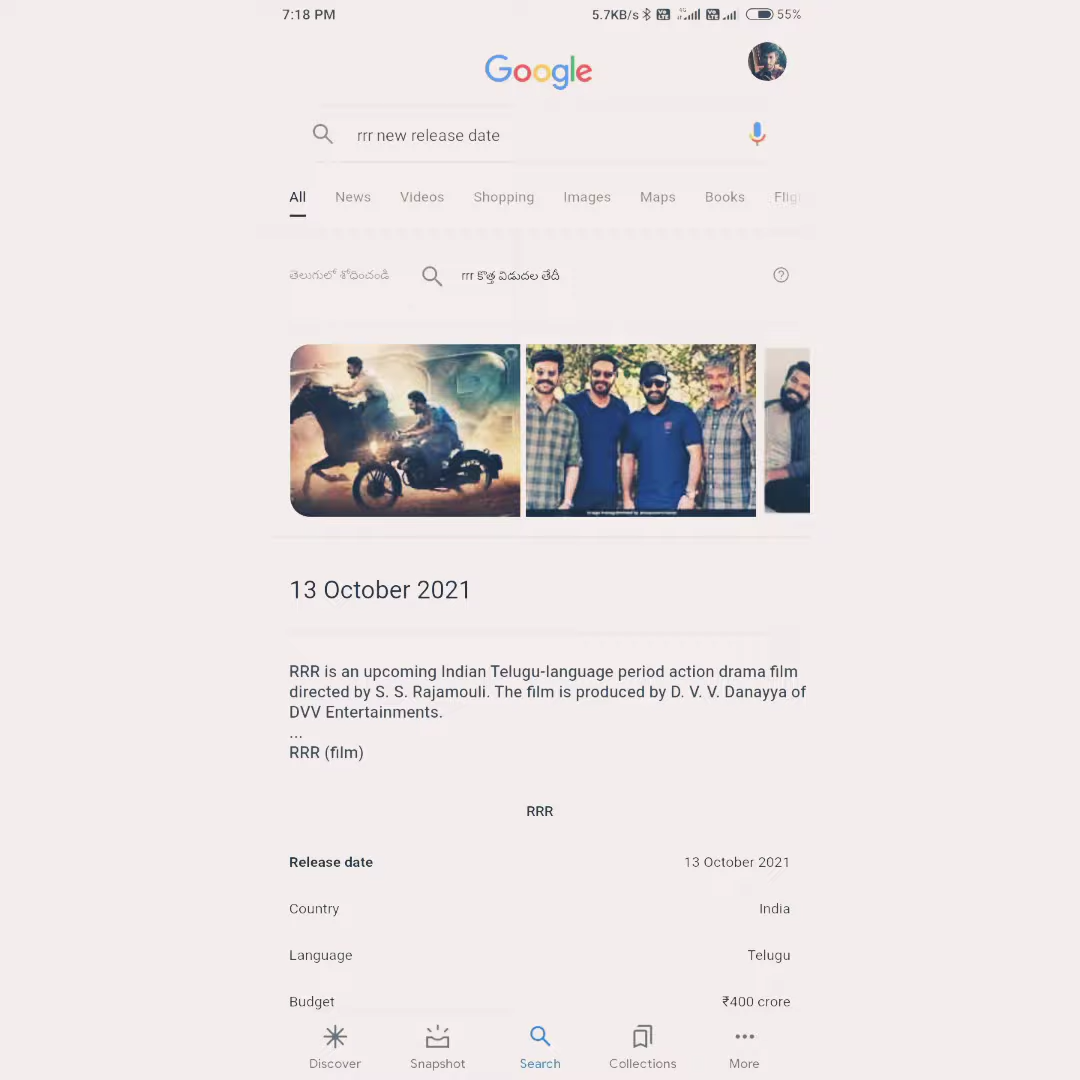 7:18 PM 5.7KB/s 55%
Google
rrr new release date
All News Videos Shopping Images Maps Books
తెలుగులో శోధించండి rrr కొత్త విడుదల తేదీ
13 October 2021
RRR is an upcoming Indian Telugu-language period action drama film
directed by S. S. Rajamouli. The film is produced by D. V. V. Danayya of
DVV Entertainments.
...
RRR (film)
RRR
Release date 13 October 2021
Country India
Language Telugu
Budget ₹400 crore
Discover Snapshot Search Collections More